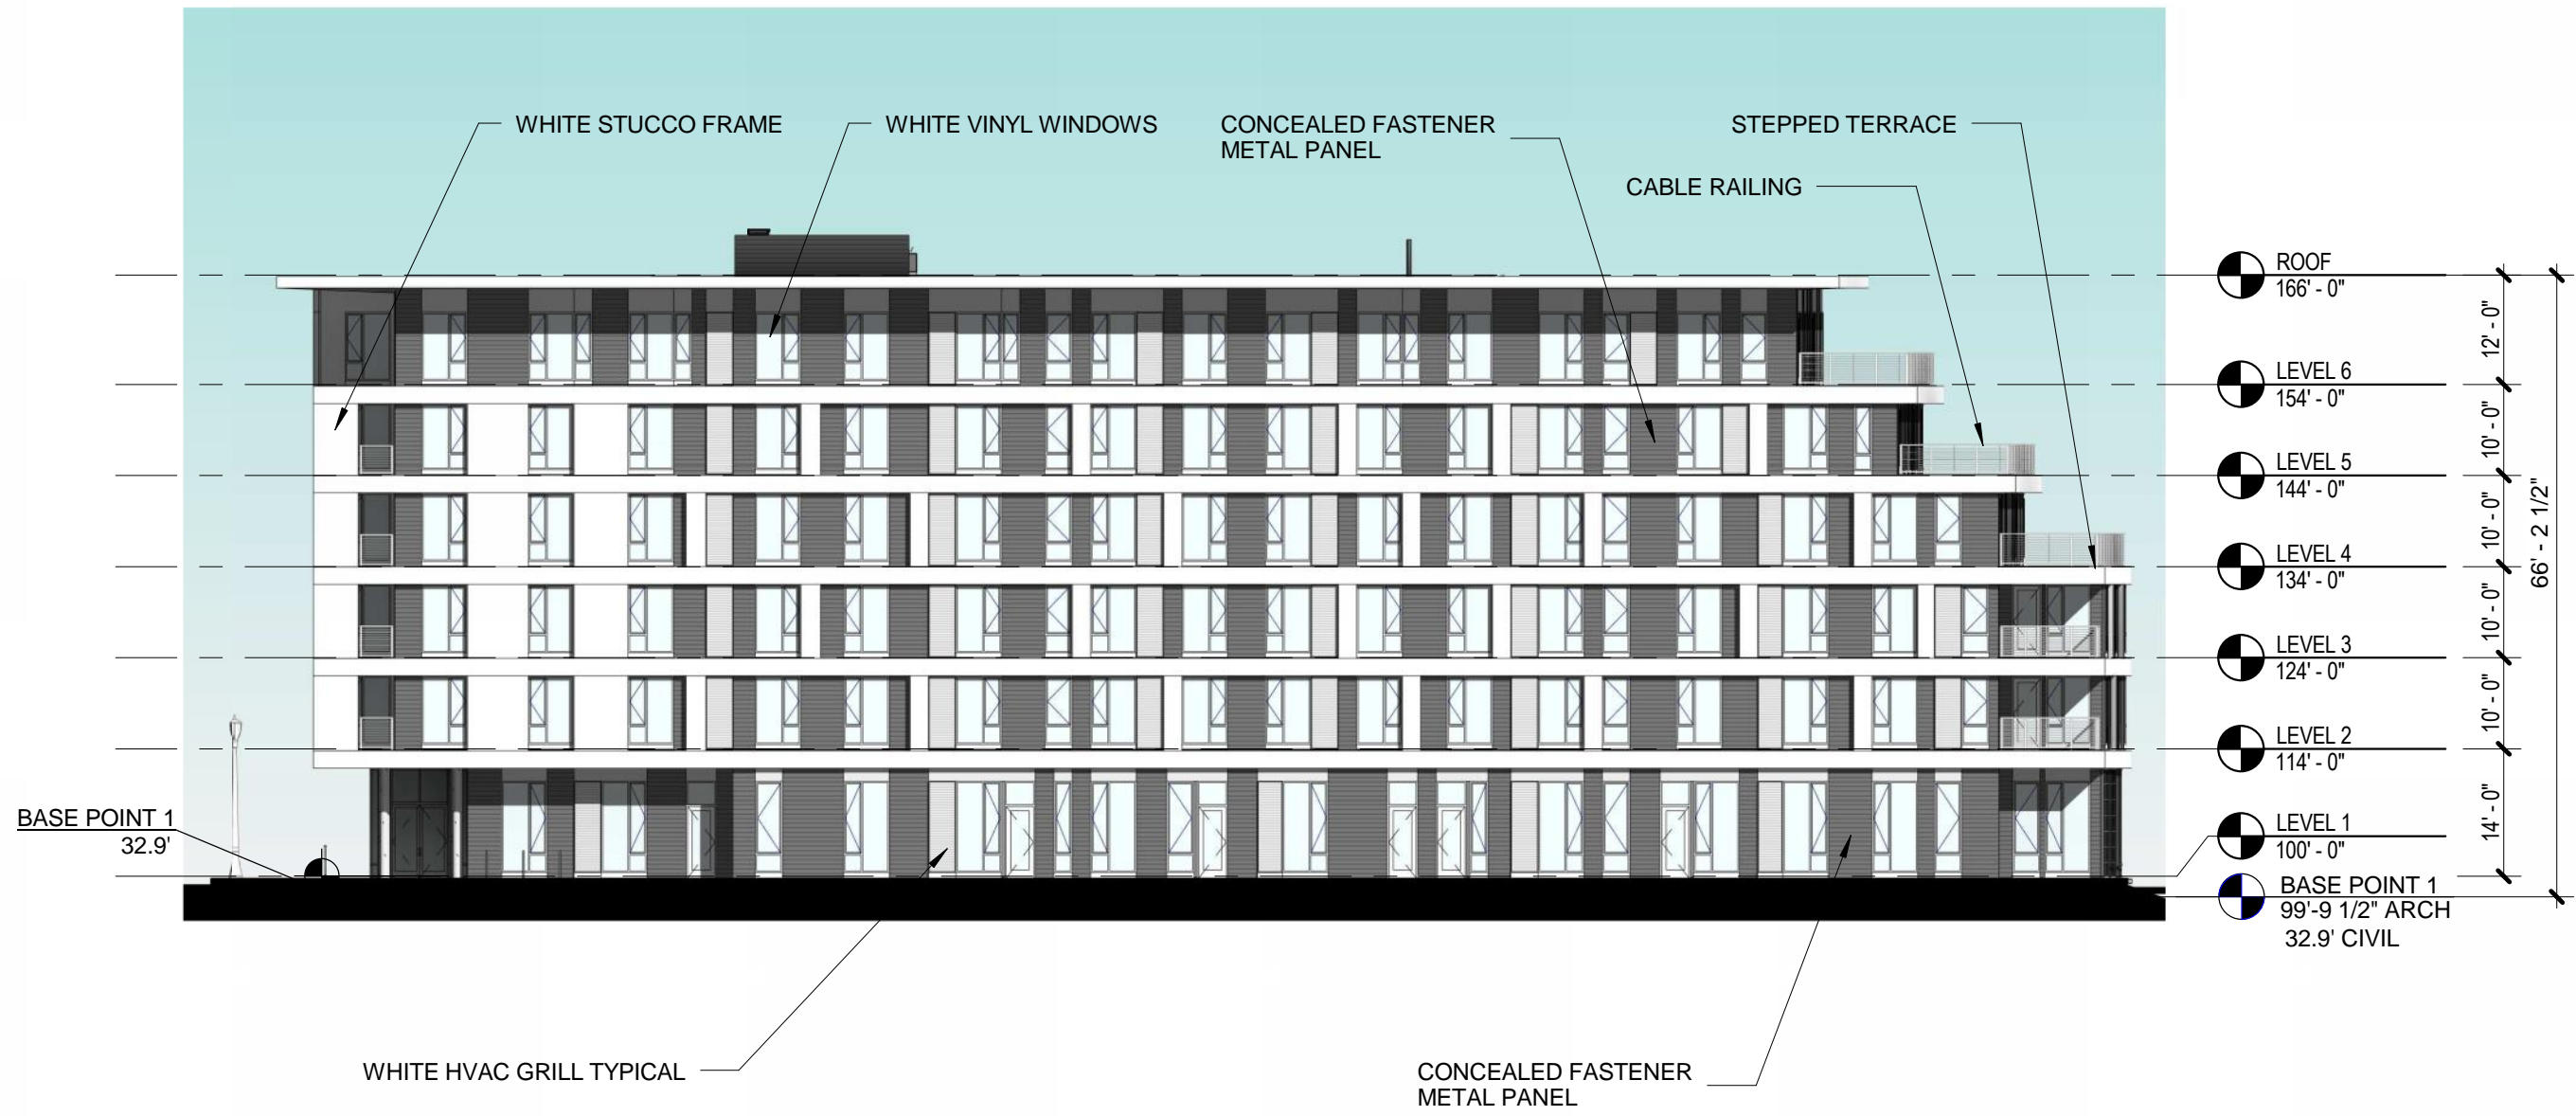 WHITE STUCCO FRAME
WHITE VINYL WINDOWS
CONCEALED FASTENER
METAL PANEL
STEPPED TERRACE
CABLE RAILING
ROOF
166' - 0"
12' - 0"
LEVEL 6
154' - 0"
10' - 0"
LEVEL 5
144' - 0"
10' - 0"
66' - 2 1/2"
LEVEL 4
134' - 0"
10' - 0"
LEVEL 3
124' - 0"
10' - 0"
LEVEL 2
114' - 0"
14' - 0"
LEVEL 1
100' - 0"
BASE POINT 1
32.9'
BASE POINT 1
99'-9 1/2" ARCH
32.9' CIVIL
WHITE HVAC GRILL TYPICAL
CONCEALED FASTENER
METAL PANEL